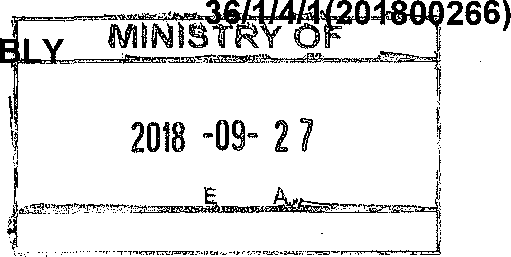 36/1/4/1(201800266)
MINISTRY OF
BLY
2018 -09- 27
E A